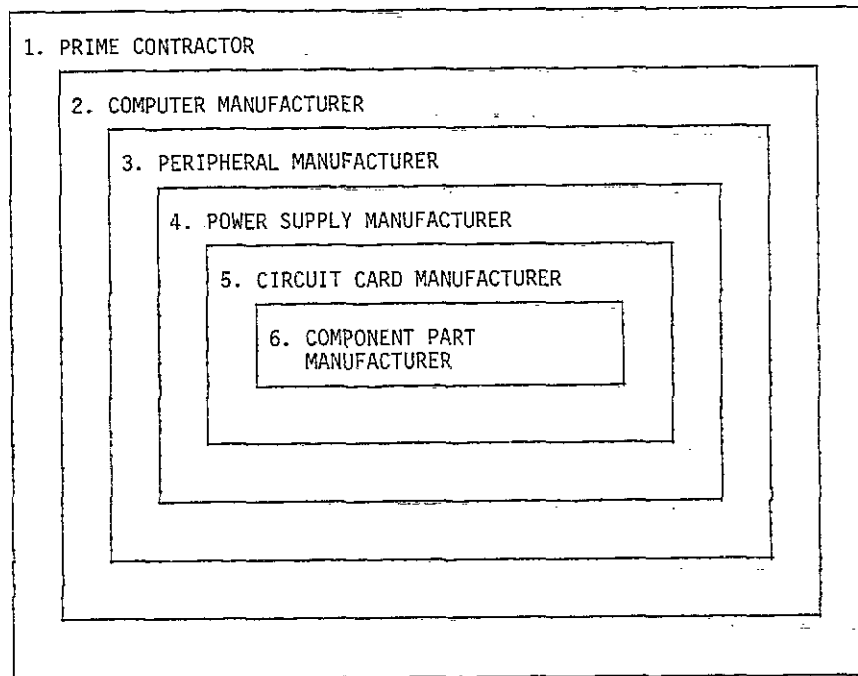 1. PRIME CONTRACTOR
2. COMPUTER MANUFACTURER
3. PERIPHERAL MANUFACTURER
4. POWER SUPPLY MANUFACTURER
5. CIRCUIT CARD MANUFACTURER
6. COMPONENT PART
MANUFACTURER